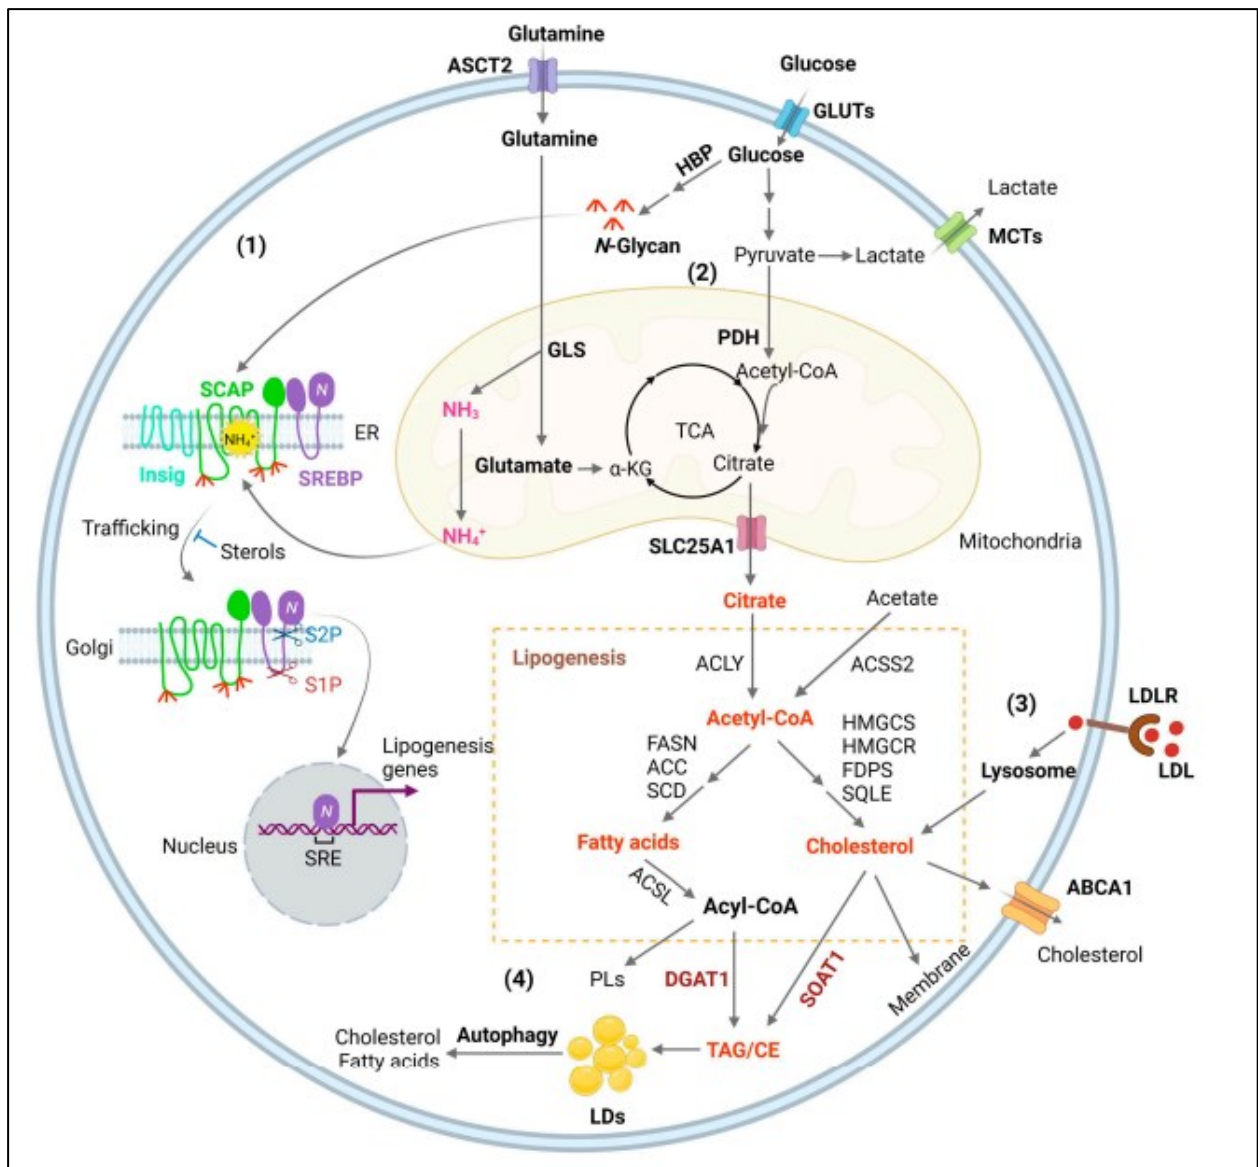 Glutamine
ASCT2
Glucose
GLUTs
Glutamine
HBP
Glucose
Lactate
(1)
N-Glycan
Pyruvate
Lactate
MCTs
(2)
GLS
PDH
Acetyl-CoA
SCAP
N
NH₃
TCA
NH₄⁺
ER
Insig
SREBP
Glutamate
α-KG
Citrate
Trafficking
Sterols
NH₄⁺
SLC25A1
Mitochondria
Citrate
Acetate
N
Golgi
S2P
S1P
Lipogenesis
ACLY
ACSS2
Acetyl-CoA
(3)
LDLR
LDL
Lysosome
FASN
ACC
SCD
HMGCS
HMGCR
FDPS
SQLE
Lipogenesis
genes
N
Nucleus
SRE
Fatty acids
Cholesterol
ACSL
Acyl-CoA
ABCA1
Cholesterol
(4)
PLs
DGAT1
SOAT1
Membrane
Cholesterol
Fatty acids
Autophagy
TAG/CE
LDs